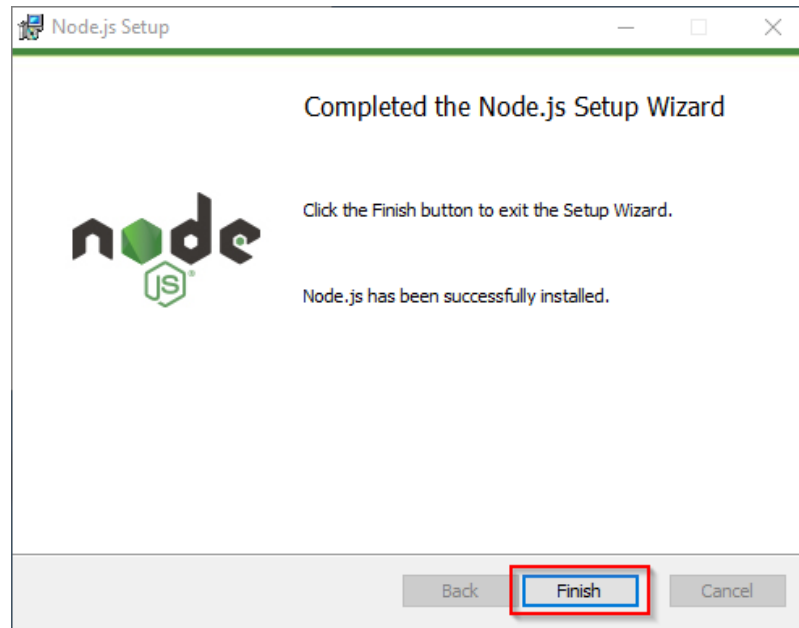 Node.js Setup
Completed the Node.js Setup Wizard
Click the Finish button to exit the Setup Wizard.
node
JS
Node.js has been successfully installed.
Back Finish Cancel